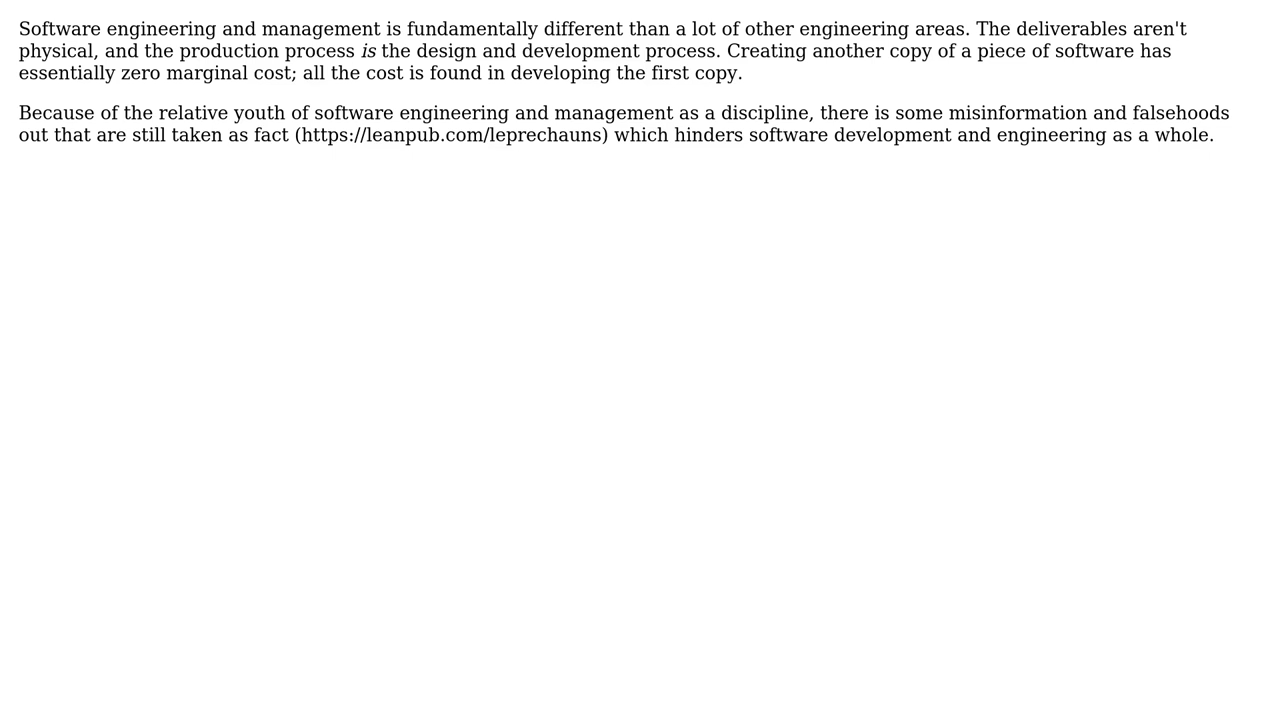 Software engineering and management is fundamentally different than a lot of other engineering areas. The deliverables aren't
physical, and the production process is the design and development process. Creating another copy of a piece of software has
essentially zero marginal cost; all the cost is found in developing the first copy.
Because of the relative youth of software engineering and management as a discipline, there is some misinformation and falsehoods
out that are still taken as fact (https://leanpub.com/leprechauns) which hinders software development and engineering as a whole.